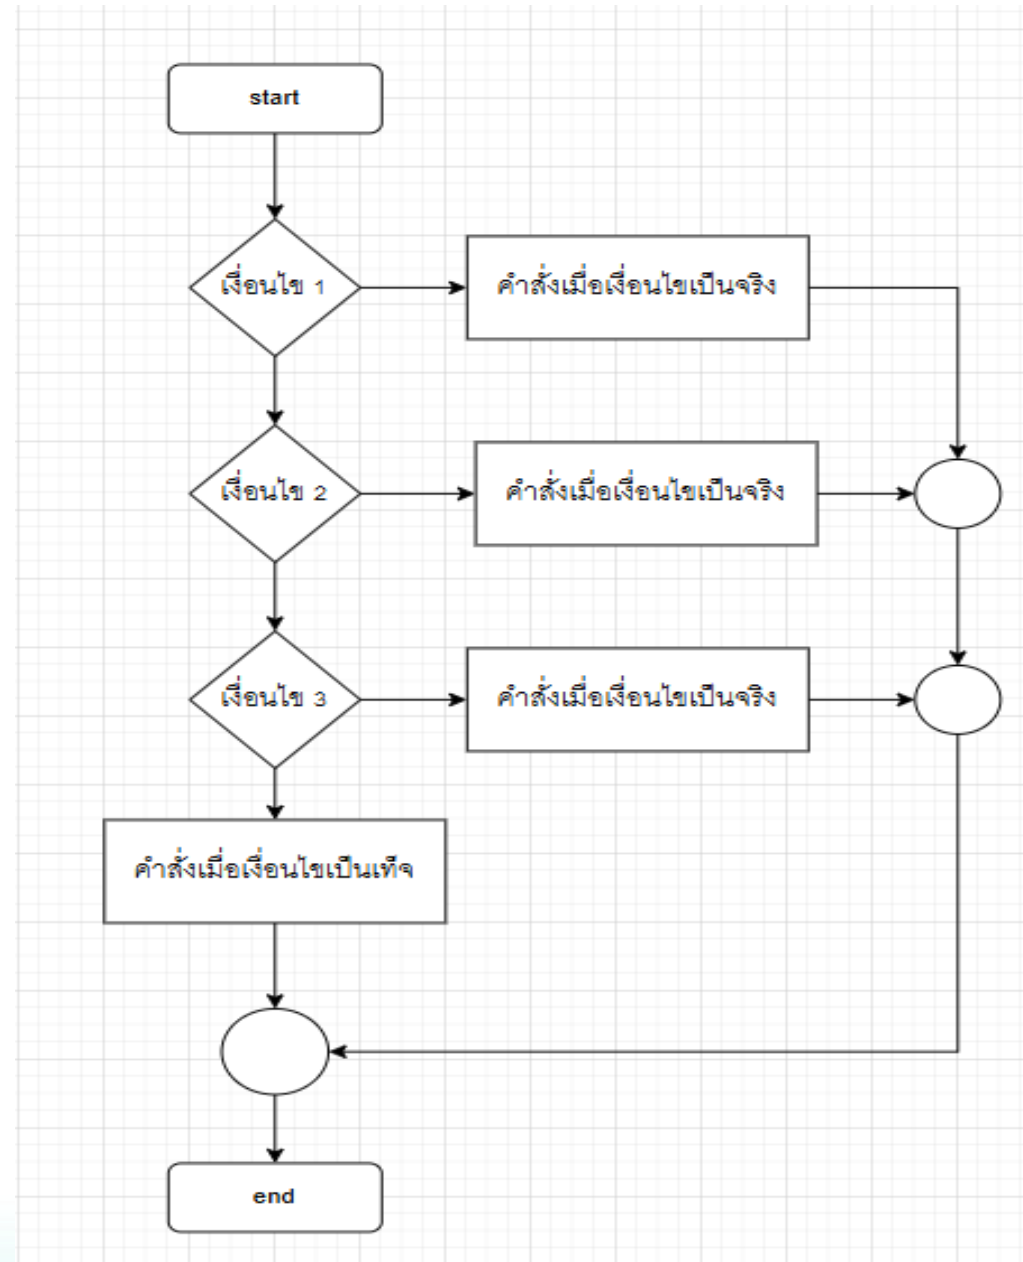 start
เงื่อนไข 1
คำสั่งเมื่อเงื่อนไขเป็นจริง
เงื่อนไข 2
คำสั่งเมื่อเงื่อนไขเป็นจริง
เงื่อนไข 3
คำสั่งเมื่อเงื่อนไขเป็นจริง
คำสั่งเมื่อเงื่อนไขเป็นเท็จ
end